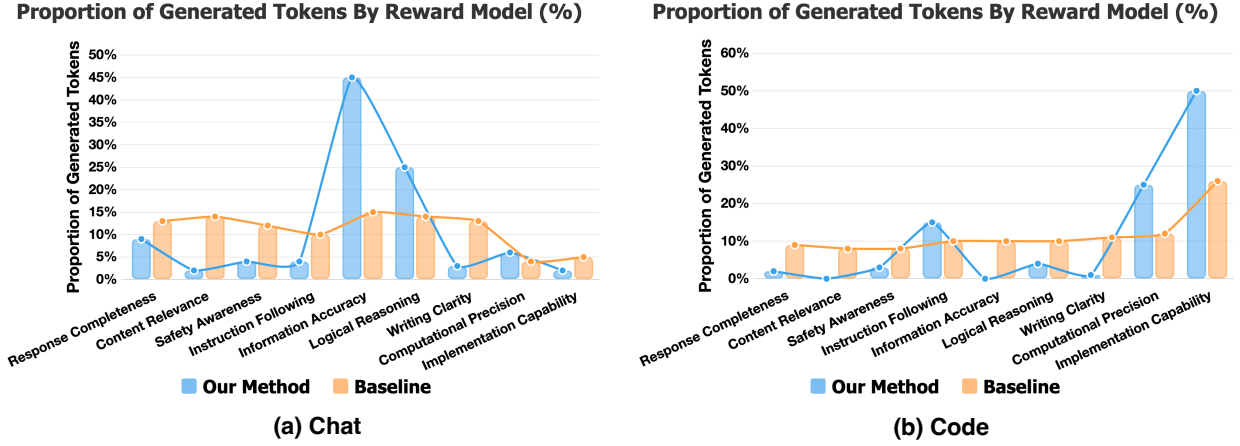 Proportion of Generated Tokens By Reward Model (%)
Proportion of Generated Tokens
50%
45%
40%
35%
30%
25%
20%
15%
10%
5%
0%
Response Completeness
Content Relevance
Safety Awareness
Instruction Following
Information Accuracy
Logical Reasoning
Writing Clarity
Computational Precision
Implementation Capability
Our Method
Baseline
(a) Chat
Proportion of Generated Tokens By Reward Model (%)
Proportion of Generated Tokens
60%
50%
40%
30%
20%
10%
0%
Response Completeness
Content Relevance
Safety Awareness
Instruction Following
Information Accuracy
Logical Reasoning
Writing Clarity
Computational Precision
Implementation Capability
Our Method
Baseline
(b) Code